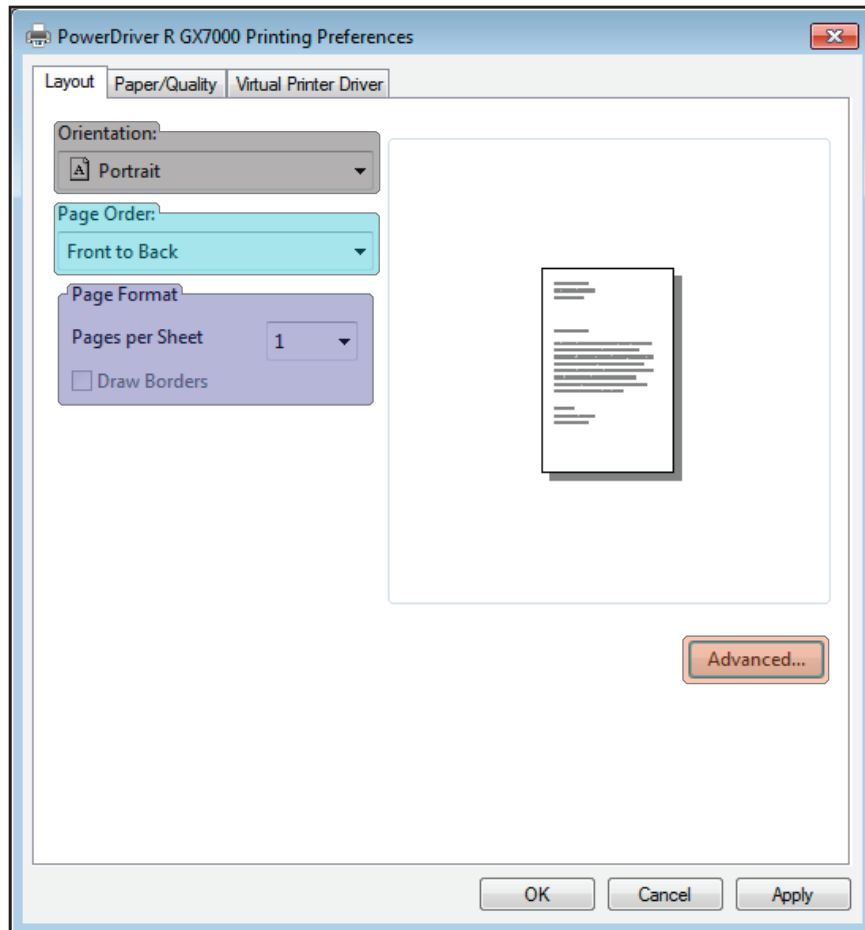 PowerDriver R GX7000 Printing Preferences
Layout Paper/Quality Virtual Printer Driver
Orientation:
A Portrait
Page Order:
Front to Back
Page Format
Pages per Sheet 1
Draw Borders
Advanced...
OK Cancel Apply